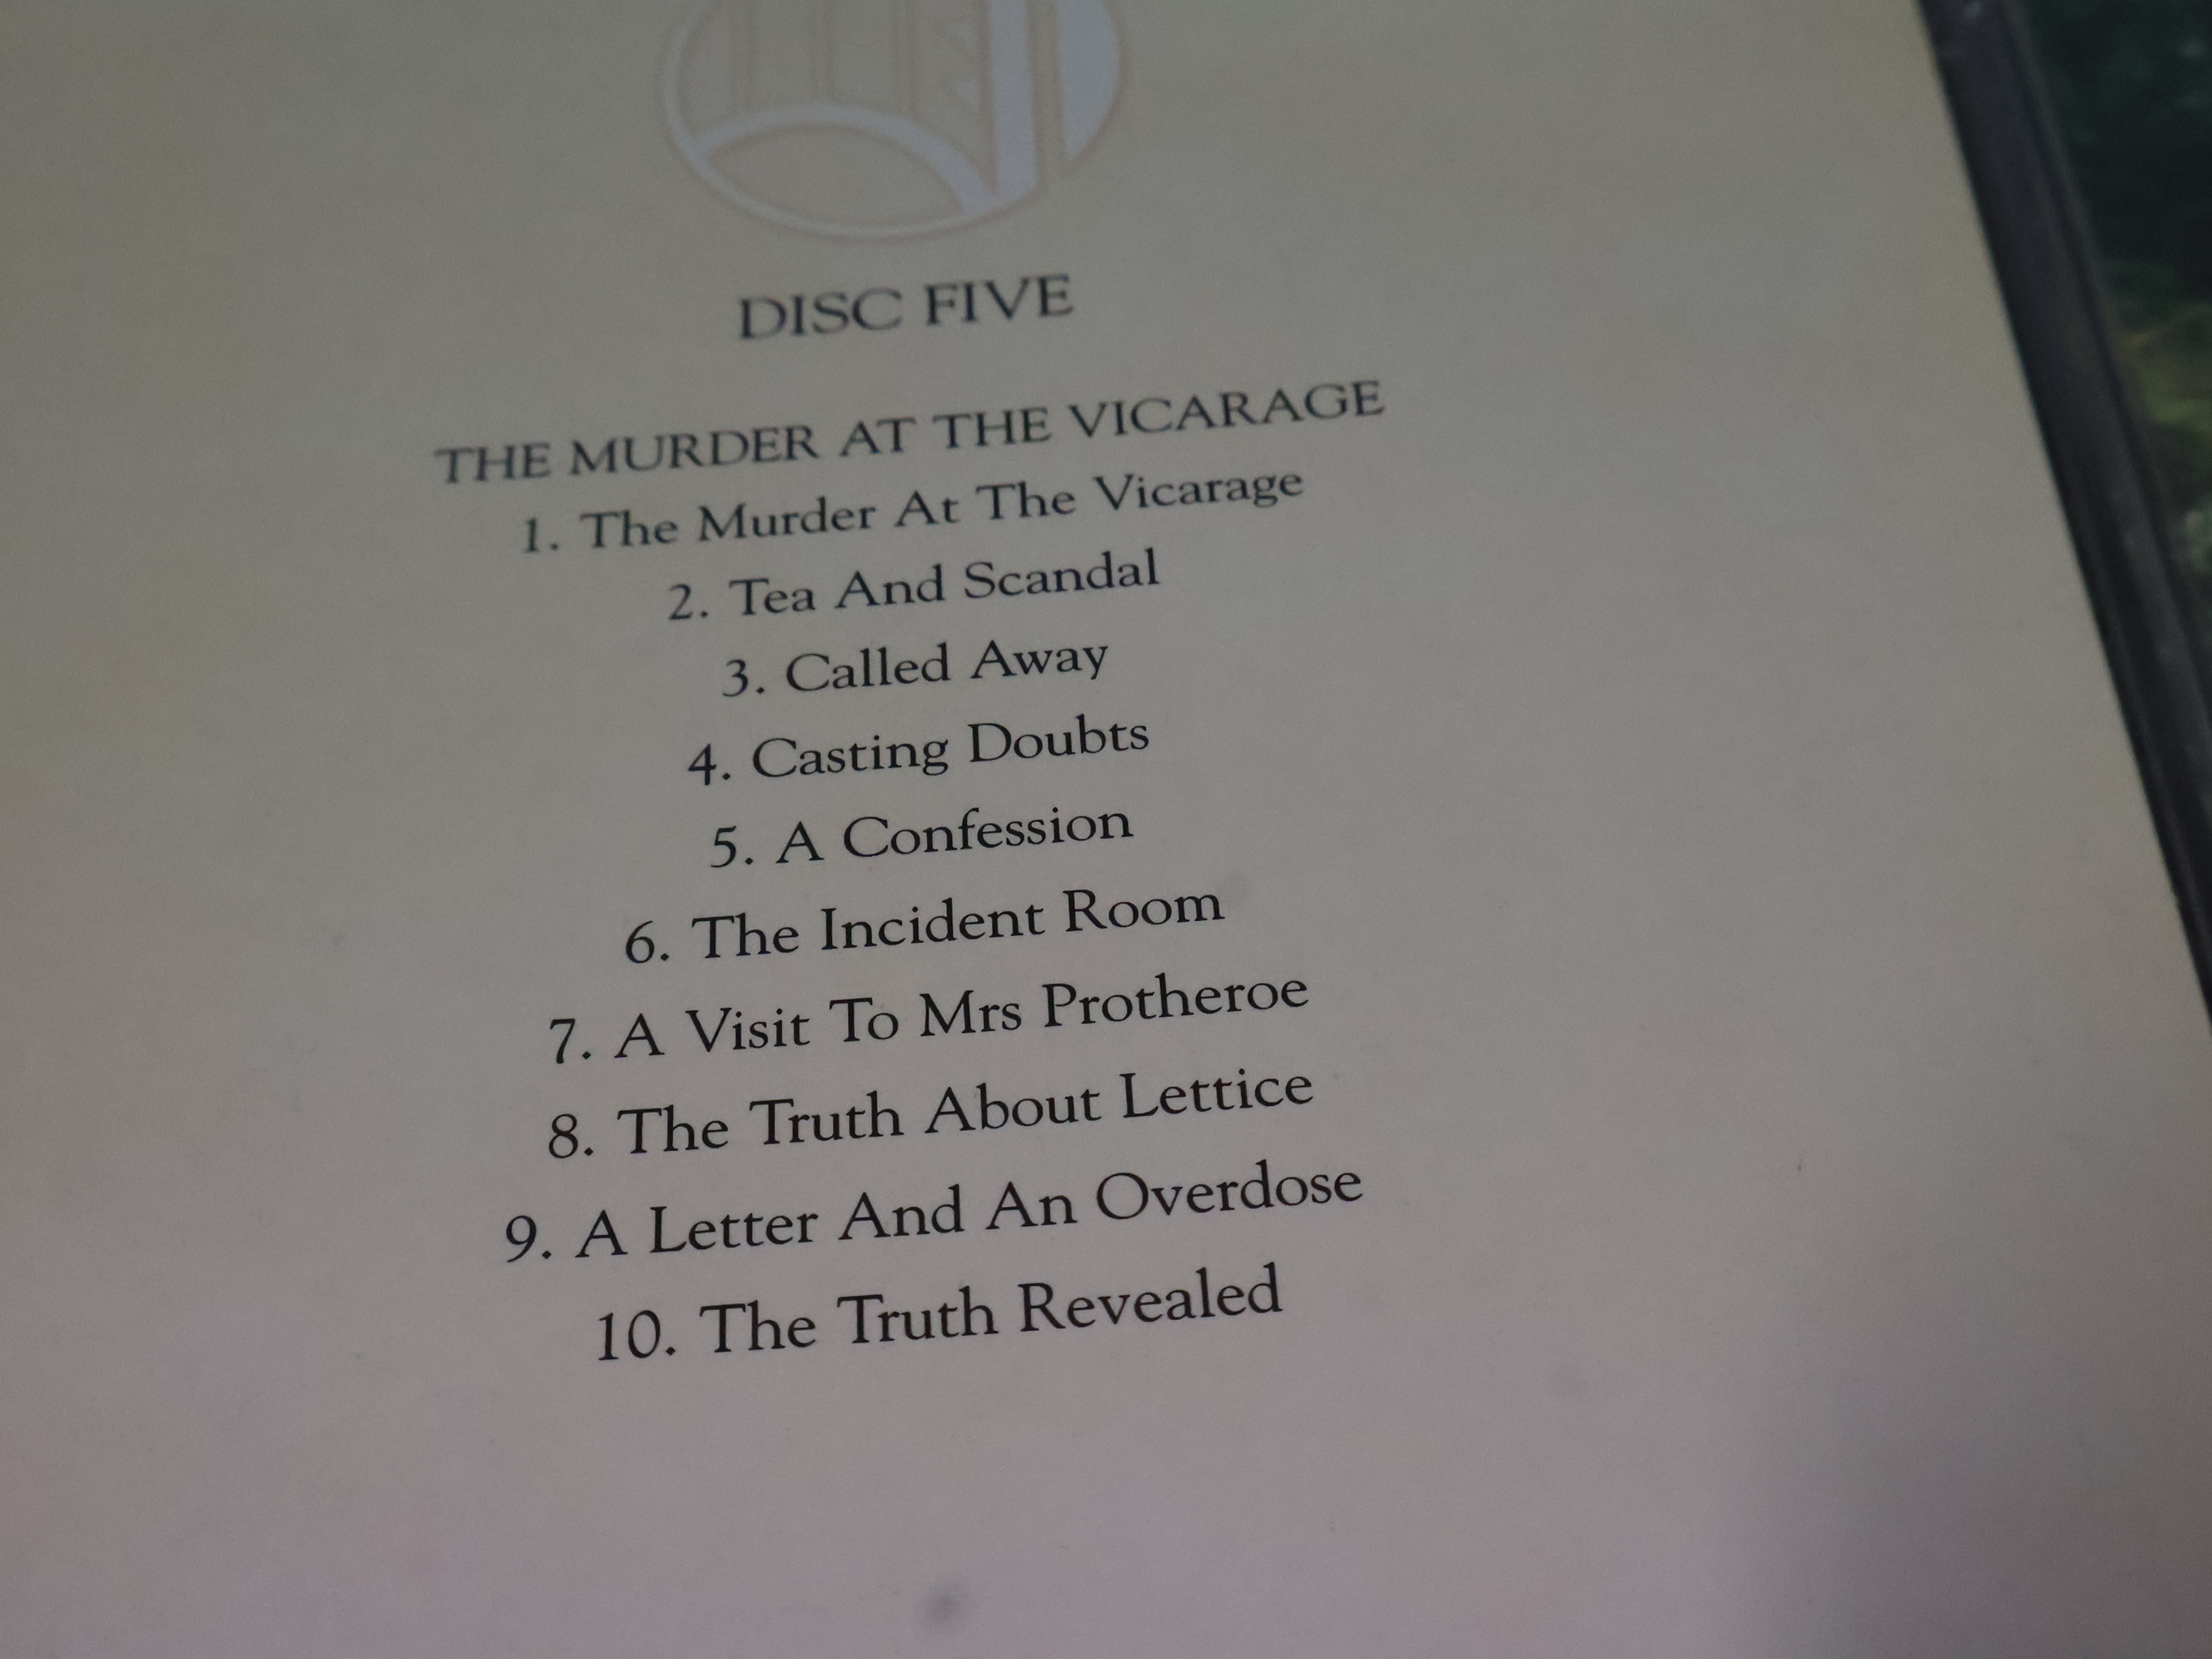 DISC FIVE
THE MURDER AT THE VICARAGE
1. The Murder At The Vicarage
2. Tea And Scandal
3. Called Away
4. Casting Doubts
5. A Confession
6. The Incident Room
7. A Visit To Mrs Protheroe
8. The Truth About Lettice
9. A Letter And An Overdose
10. The Truth Revealed